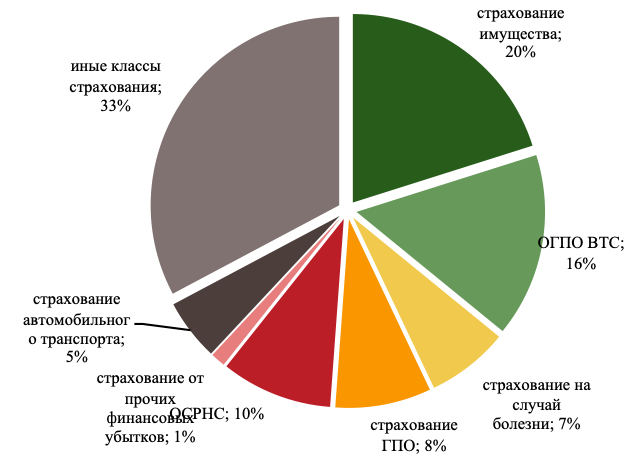 страхование
имущества;
20%
ОГПО ВТС;
16%
страхование на
случай
болезни; 7%
страхование
ГПО; 8%
ОСРНС; 10%
страхование от
прочих
финансовых
убытков; 1%
страхование
автомобильног
о транспорта;
5%
иные классы
страхования;
33%